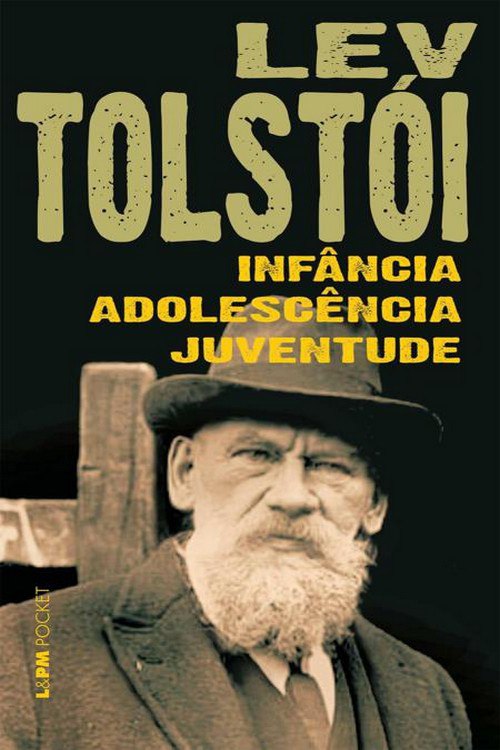 LEV
TOLSTÓI
INFÂNCIA
ADOLESCÊNCIA
JUVENTUDE
L&PM POCKET